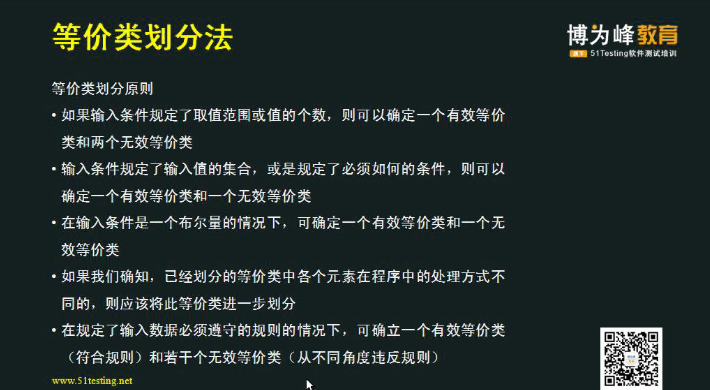 等价类划分法
博为峰教育
旗下 51Testing软件测试培训
等价类划分原则
• 如果输入条件规定了取值范围或值的个数，则可以确定一个有效等价
类和两个无效等价类
• 输入条件规定了输入值的集合，或是规定了必须如何的条件，则可以
确定一个有效等价类和一个无效等价类
• 在输入条件是一个布尔量的情况下，可确定一个有效等价类和一个无
效等价类
• 如果我们确知，已经划分的等价类中各个元素在程序中的处理方式不
同的，则应该将此等价类进一步划分
• 在规定了输入数据必须遵守的规则的情况下，可确立一个有效等价类
（符合规则）和若干个无效等价类（从不同角度违反规则）
www.51testing.net